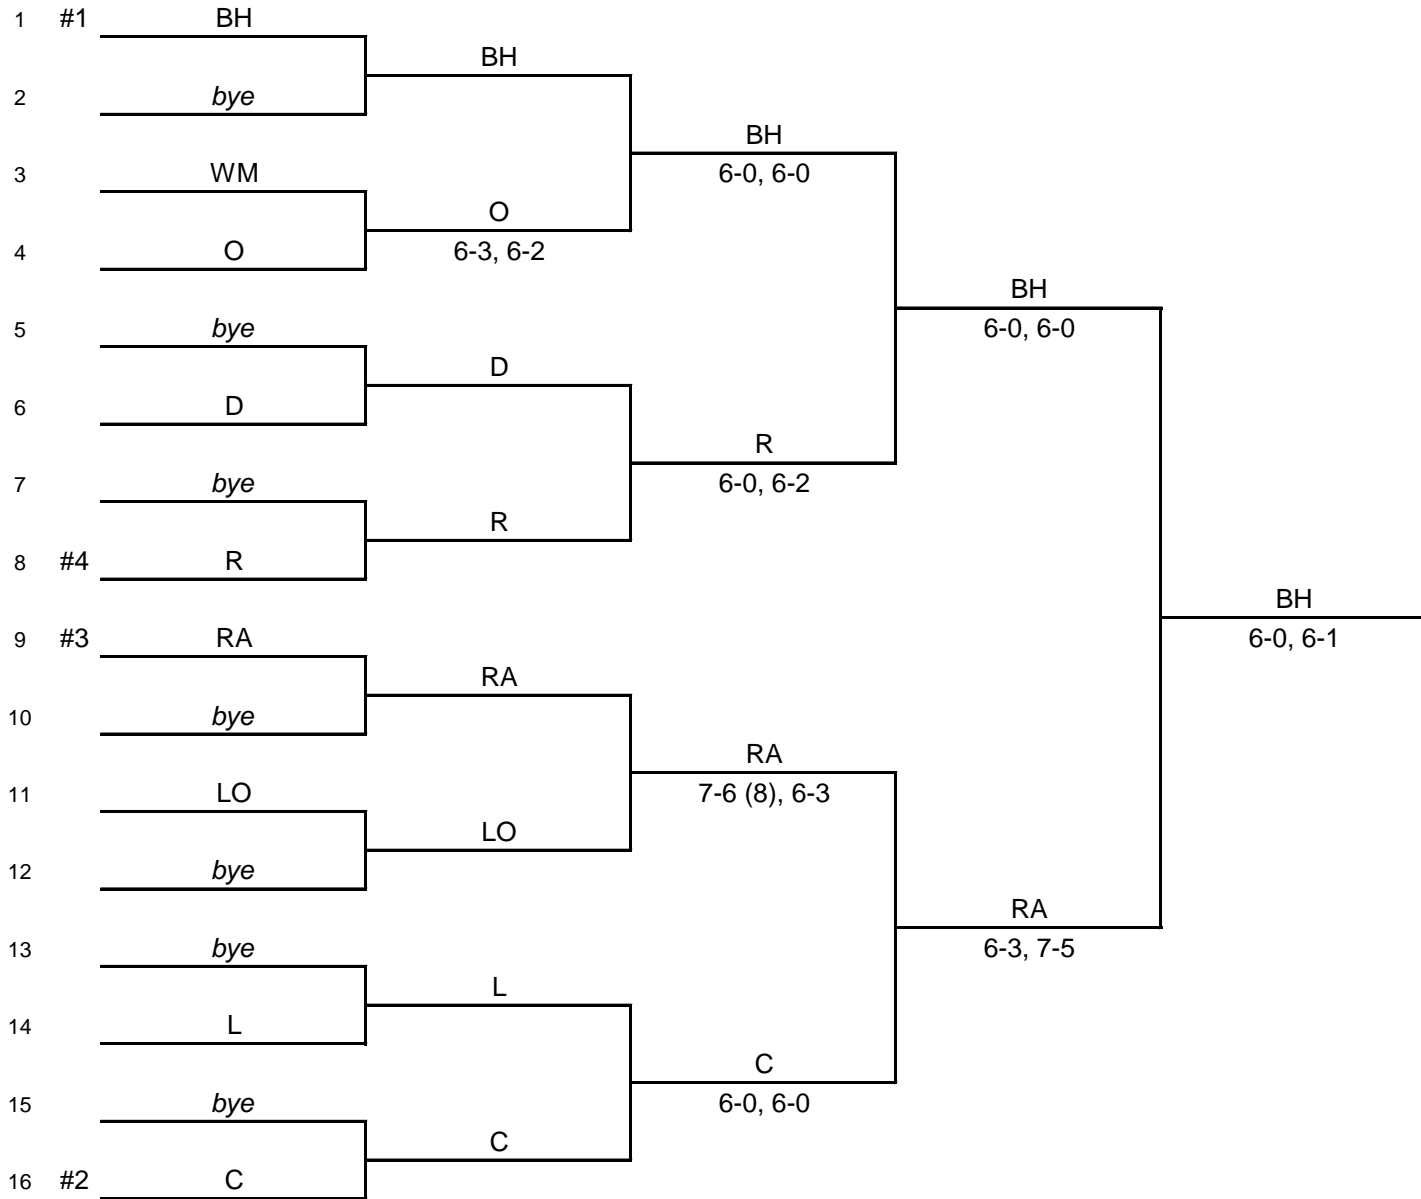 1 #1 BH
BH
2 bye
BH
3 WM
6-0, 6-0
O
4 O
6-3, 6-2
BH
5 bye
6-0, 6-0
D
6 D
R
7 bye
6-0, 6-2
R
8 #4 R
BH
9 #3 RA
6-0, 6-1
RA
10 bye
RA
11 LO
7-6 (8), 6-3
LO
12 bye
RA
13 bye
6-3, 7-5
L
14 L
C
15 bye
6-0, 6-0
C
16 #2 C